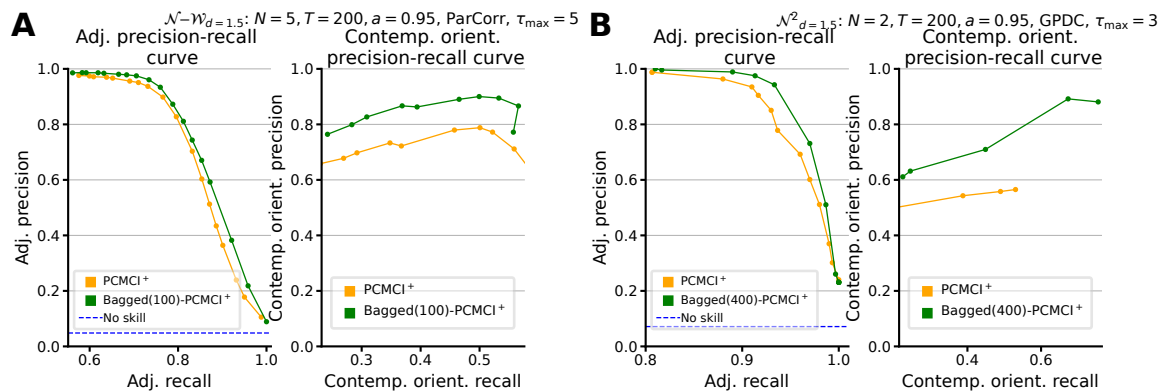 A
𝒩−𝒲d=1.5: N = 5, T = 200, a = 0.95, ParCorr, τmax = 5
Adj. precision-recall
curve
Contemp. orient.
precision-recall curve
Adj. precision
1.0
0.8
0.6
0.4
0.2
0.0
PCMCI+
Bagged(100)-PCMCI+
No skill
0.6
0.8
1.0
Adj. recall
Contemp. orient. precision
1.0
0.8
0.6
0.4
0.2
0.0
PCMCI+
Bagged(100)-PCMCI+
0.3
0.4
0.5
Contemp. orient. recall
B
𝒩²d=1.5: N = 2, T = 200, a = 0.95, GPDC, τmax = 3
Adj. precision-recall
curve
Contemp. orient.
precision-recall curve
Adj. precision
1.0
0.8
0.6
0.4
0.2
0.0
PCMCI+
Bagged(400)-PCMCI+
No skill
0.8
0.9
1.0
Adj. recall
Contemp. orient. precision
1.0
0.8
0.6
0.4
0.2
0.0
PCMCI+
Bagged(400)-PCMCI+
0.4
0.6
Contemp. orient. recall